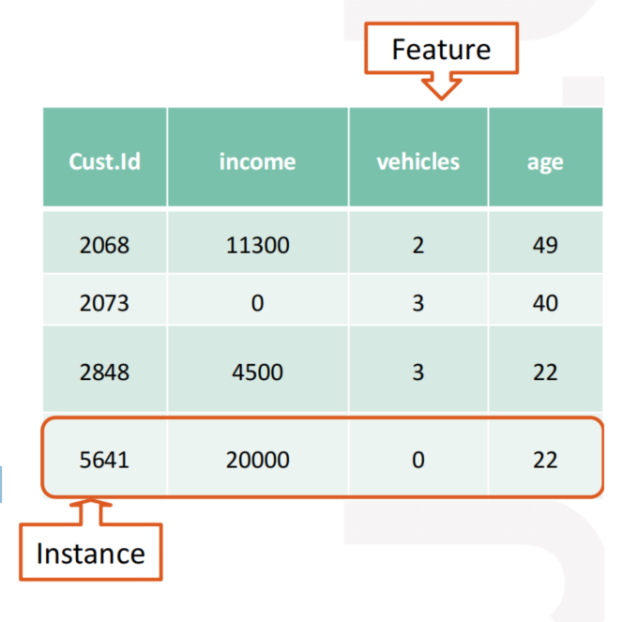 Feature
Cust.Id income vehicles age
2068 11300 2 49
2073 0 3 40
2848 4500 3 22
5641 20000 0 22
Instance